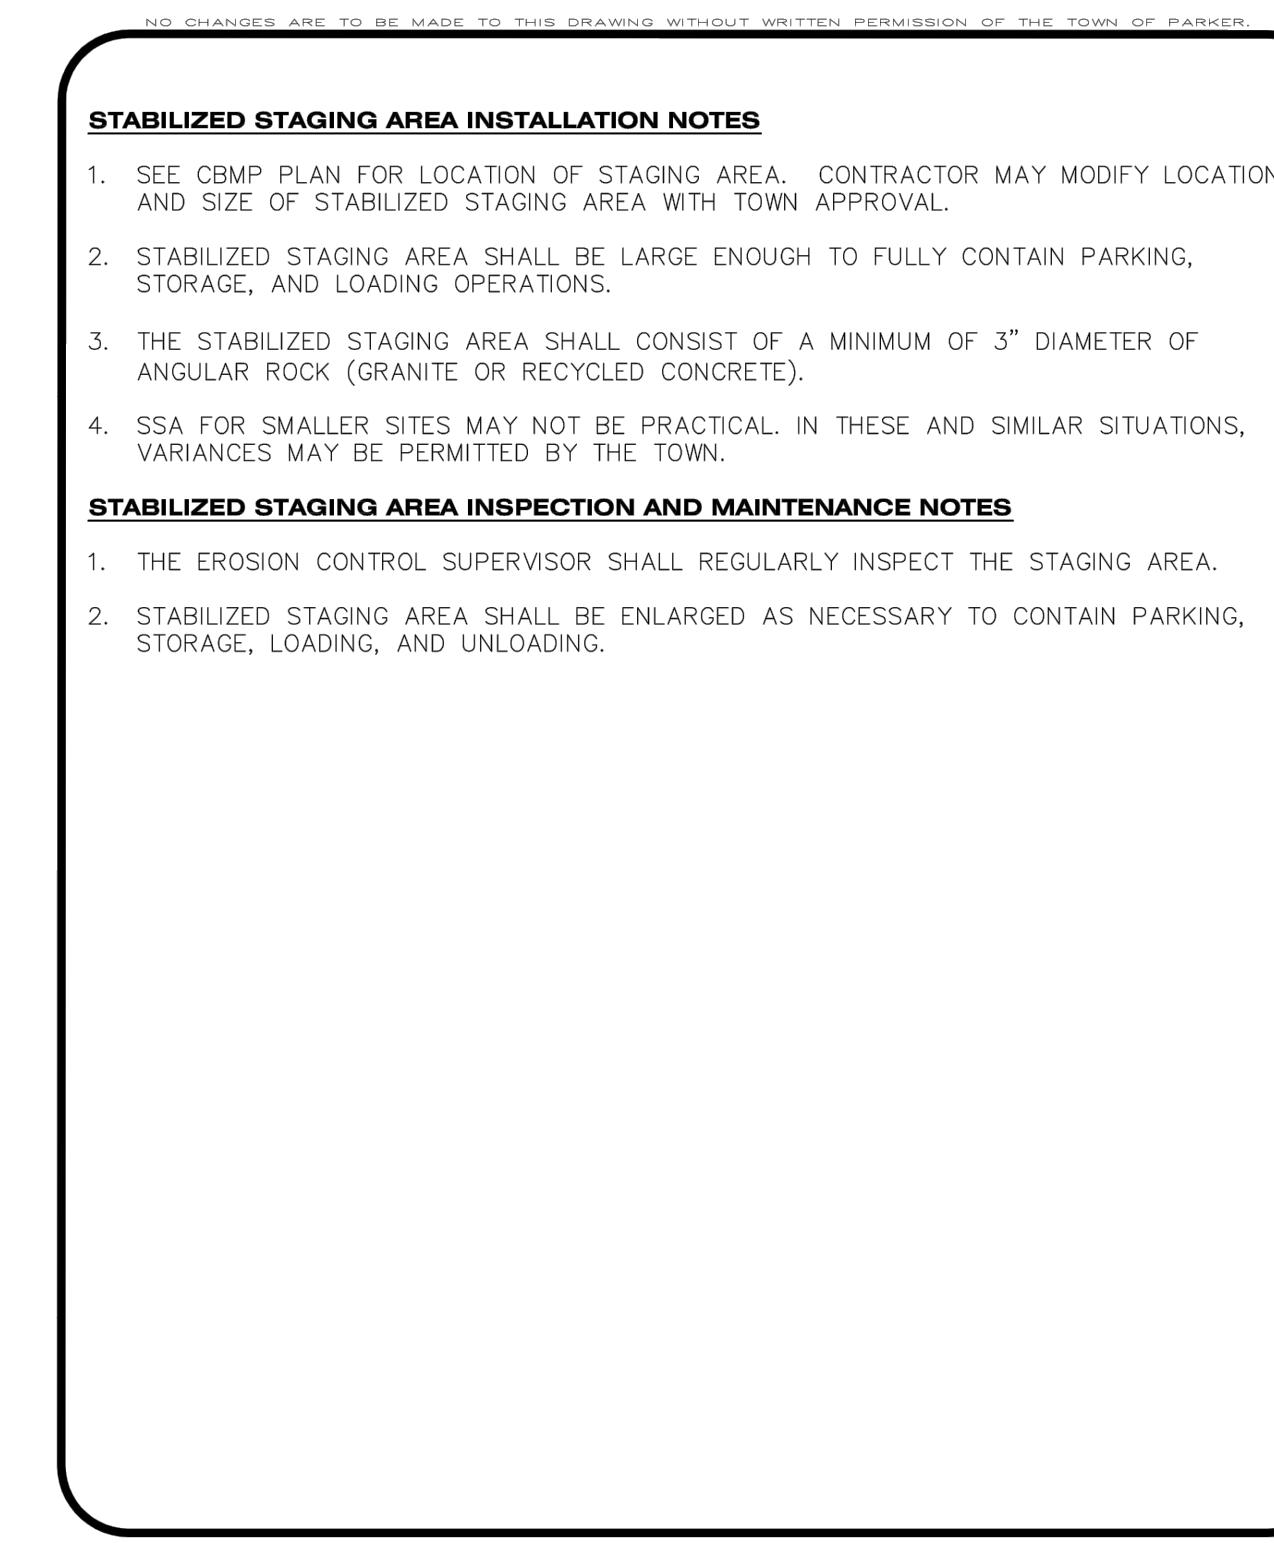 NO CHANGES ARE TO BE MADE TO THIS DRAWING WITHOUT WRITTEN PERMISSION OF THE TOWN OF PARKER.
STABILIZED STAGING AREA INSTALLATION NOTES
1. SEE CBMP PLAN FOR LOCATION OF STAGING AREA. CONTRACTOR MAY MODIFY LOCATION
AND SIZE OF STABILIZED STAGING AREA WITH TOWN APPROVAL.
2. STABILIZED STAGING AREA SHALL BE LARGE ENOUGH TO FULLY CONTAIN PARKING,
STORAGE, AND LOADING OPERATIONS.
3. THE STABILIZED STAGING AREA SHALL CONSIST OF A MINIMUM OF 3” DIAMETER OF
ANGULAR ROCK (GRANITE OR RECYCLED CONCRETE).
4. SSA FOR SMALLER SITES MAY NOT BE PRACTICAL. IN THESE AND SIMILAR SITUATIONS,
VARIANCES MAY BE PERMITTED BY THE TOWN.
STABILIZED STAGING AREA INSPECTION AND MAINTENANCE NOTES
1. THE EROSION CONTROL SUPERVISOR SHALL REGULARLY INSPECT THE STAGING AREA.
2. STABILIZED STAGING AREA SHALL BE ENLARGED AS NECESSARY TO CONTAIN PARKING,
STORAGE, LOADING, AND UNLOADING.